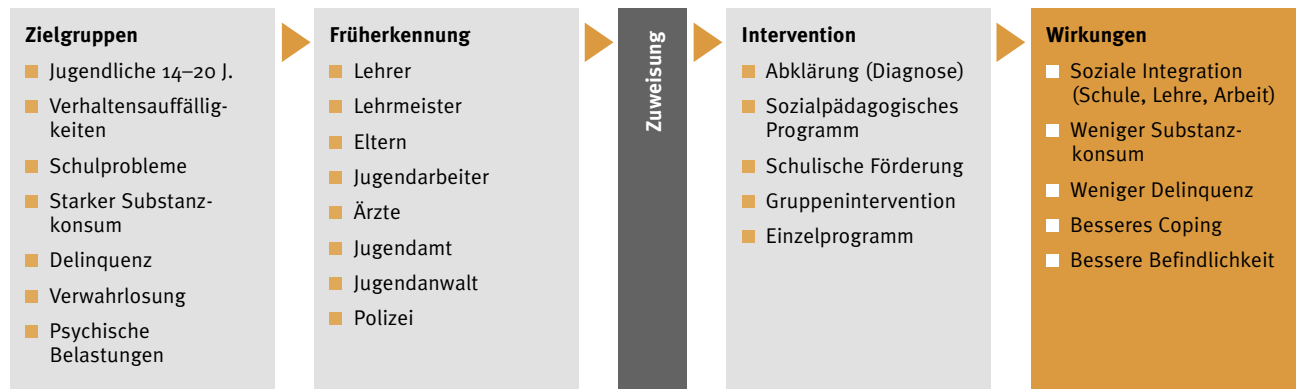 Zielgruppen
Jugendliche 14–20 J.
Verhaltensauffällig-
keiten
Schulprobleme
Starker Substanz-
konsum
Delinquenz
Verwahrlosung
Psychische
Belastungen
Früherkennung
Lehrer
Lehrmeister
Eltern
Jugendarbeiter
Ärzte
Jugendamt
Jugendanwalt
Polizei
Zuweisung
Intervention
Abklärung (Diagnose)
Sozialpädagogisches
Programm
Schulische Förderung
Gruppenintervention
Einzelprogramm
Wirkungen
Soziale Integration
(Schule, Lehre, Arbeit)
Weniger Substanz-
konsum
Weniger Delinquenz
Besseres Coping
Bessere Befindlichkeit